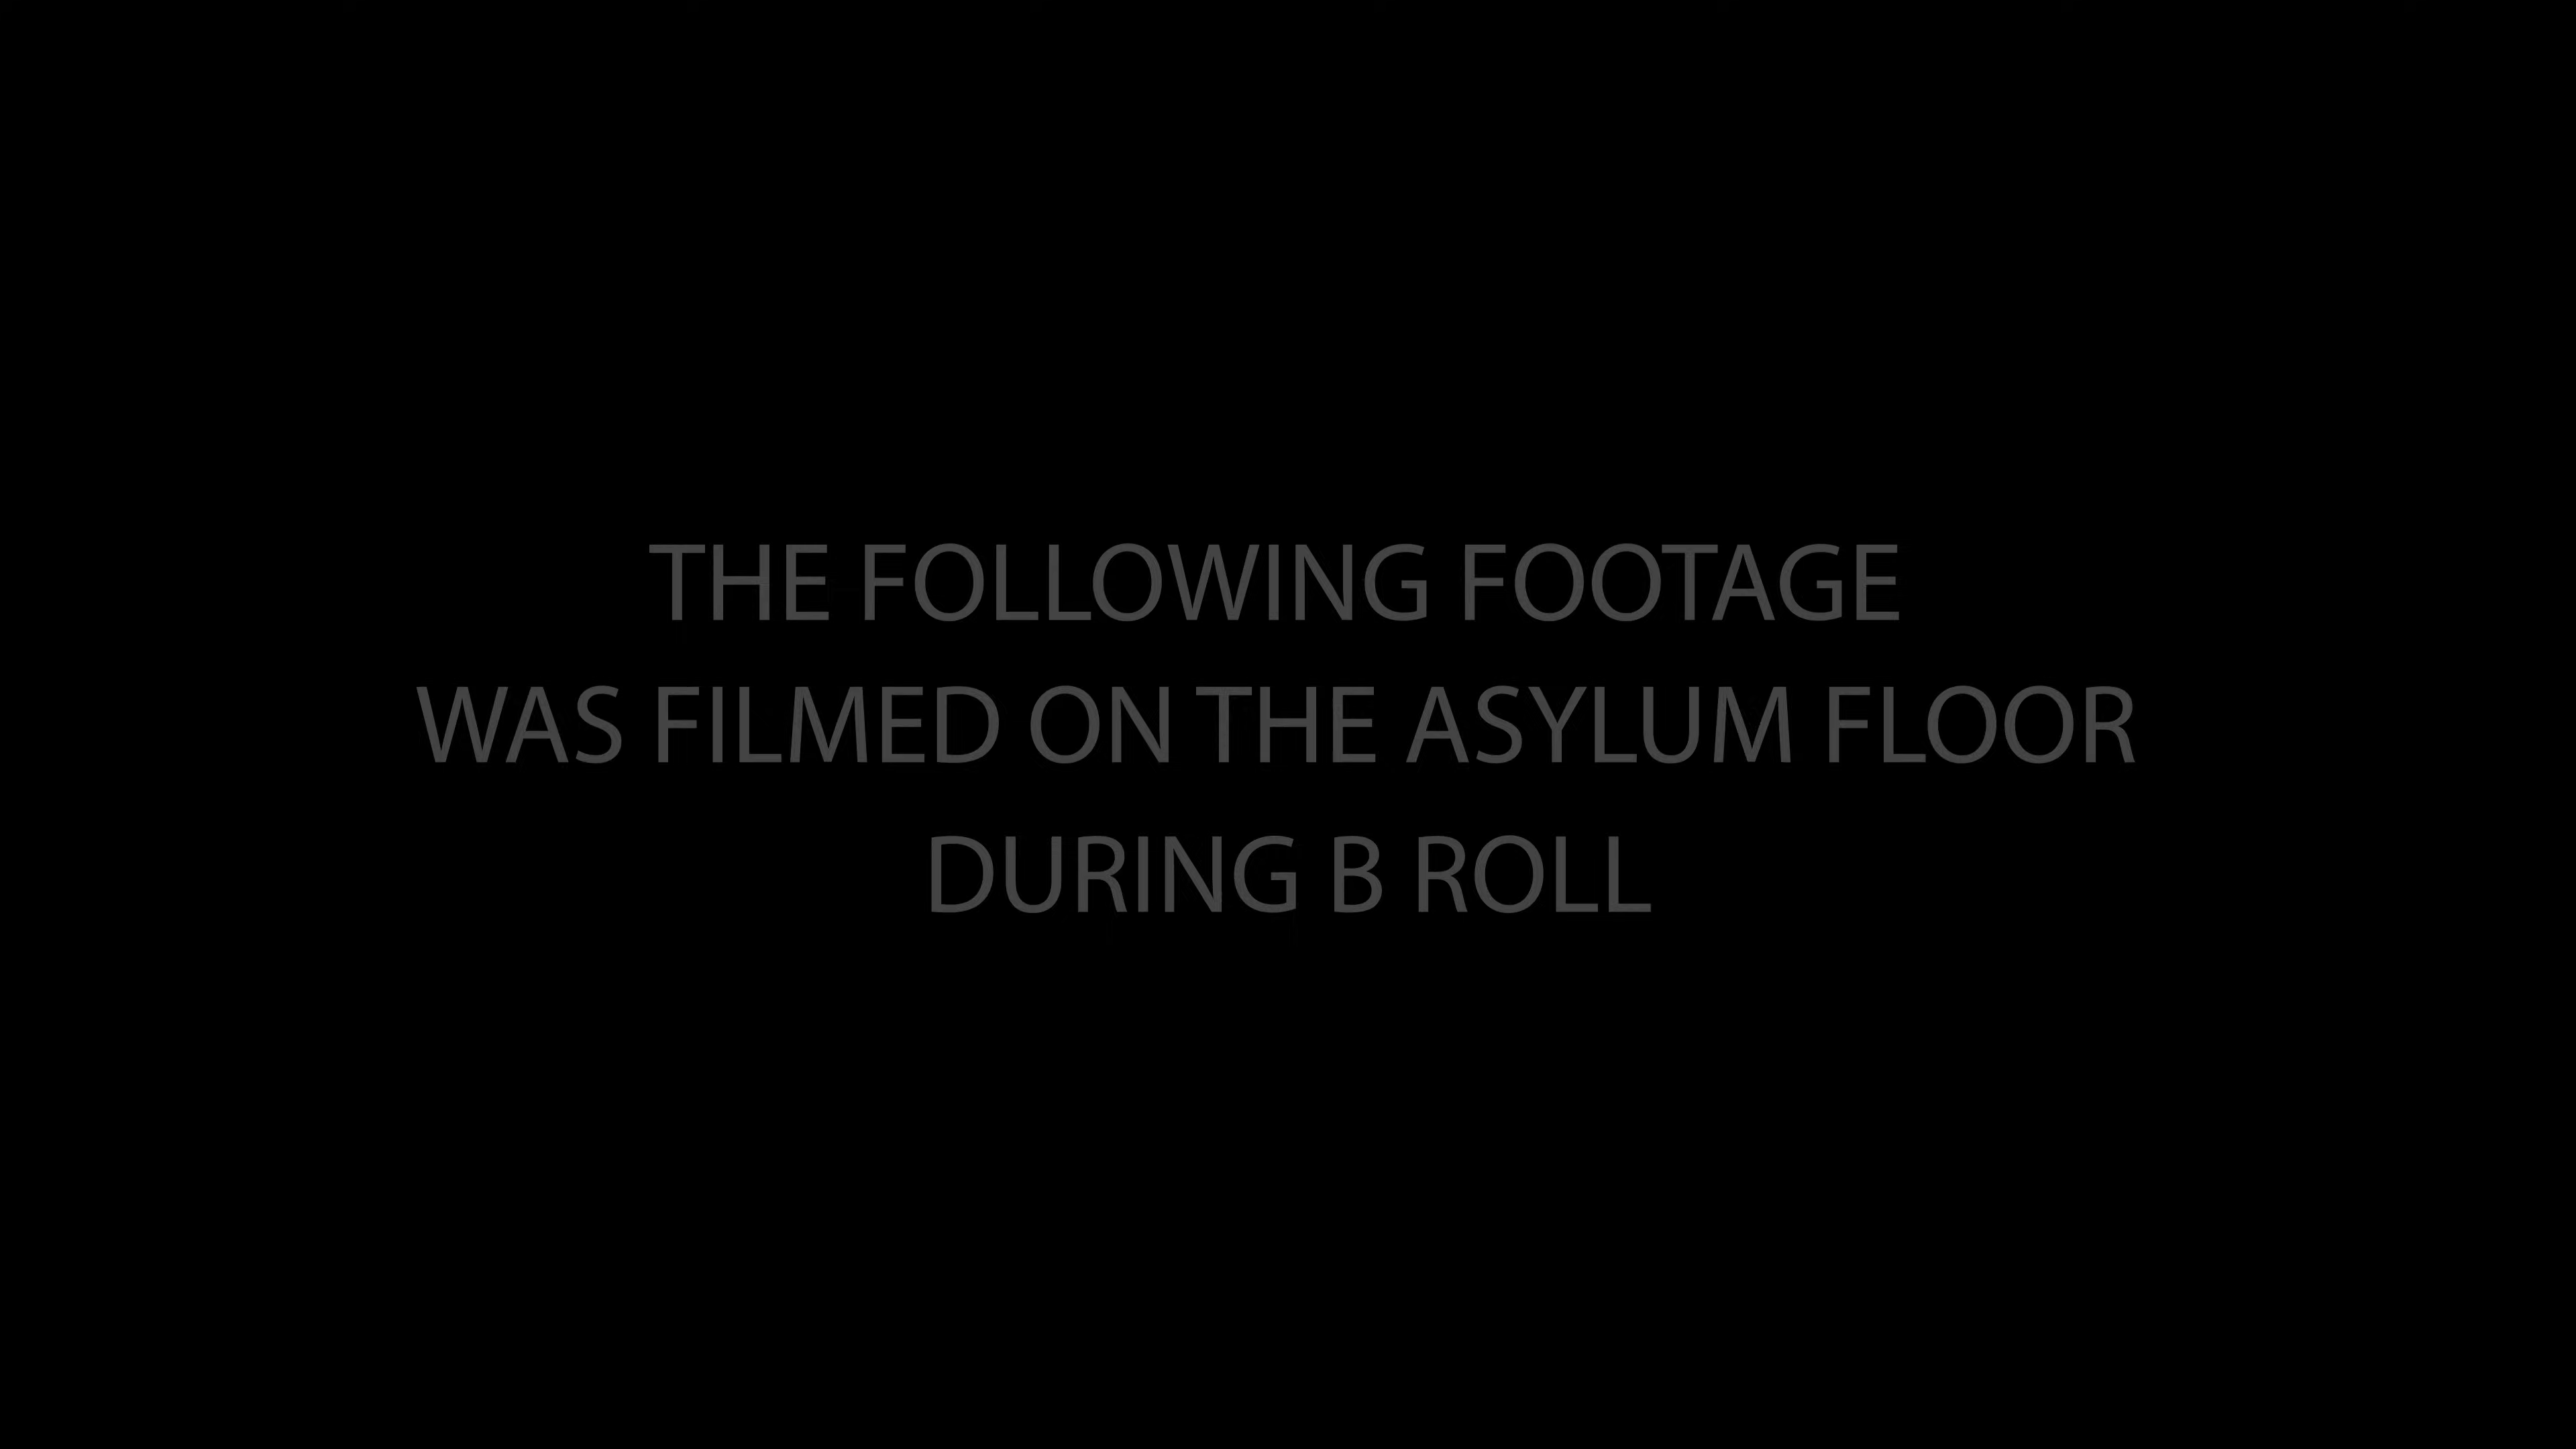 THE FOLLOWING FOOTAGE
WAS FILMED ON THE ASYLUM FLOOR
DURING B ROLL